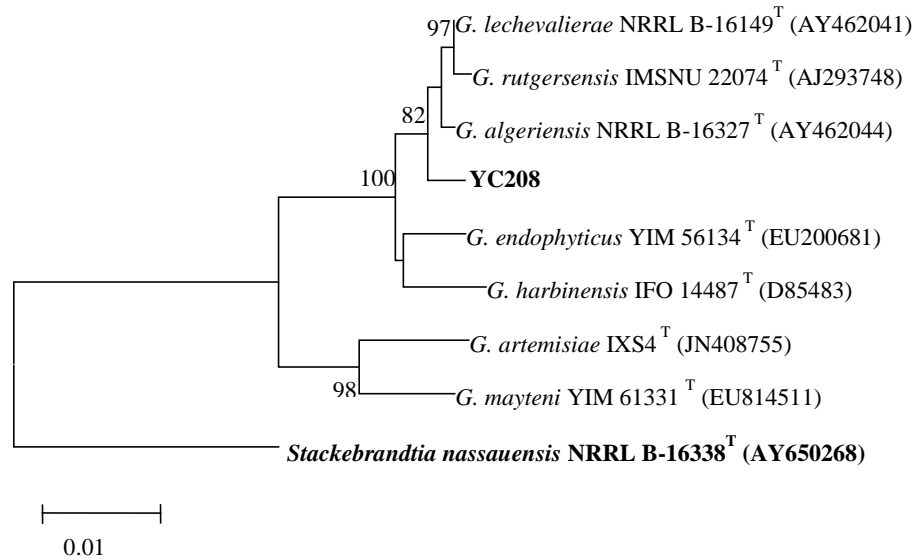 97 G. lechevalierae NRRL B-16149T (AY462041)
G. rutgersensis IMSNU 22074T (AJ293748)
82 G. algeriensis NRRL B-16327T (AY462044)
YC208
100
G. endophyticus YIM 56134T (EU200681)
G. harbinensis IFO 14487T (D85483)
G. artemisiae IXS4T (JN408755)
98 G. mayteni YIM 61331T (EU814511)
Stackebrandtia nassauensis NRRL B-16338T (AY650268)
0.01